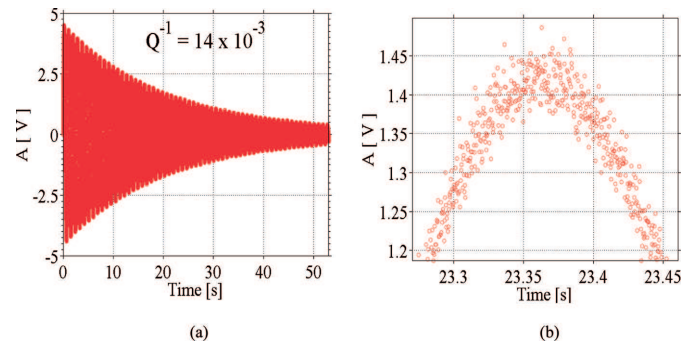 Q⁻¹ = 14 x 10⁻³
A [ V ]
5
2.5
0
-2.5
-5
0 10 20 30 40 50
Time [s]
(a)
A [ V ]
1.45
1.4
1.35
1.3
1.25
1.2
23.3 23.35 23.4 23.45
Time [s]
(b)